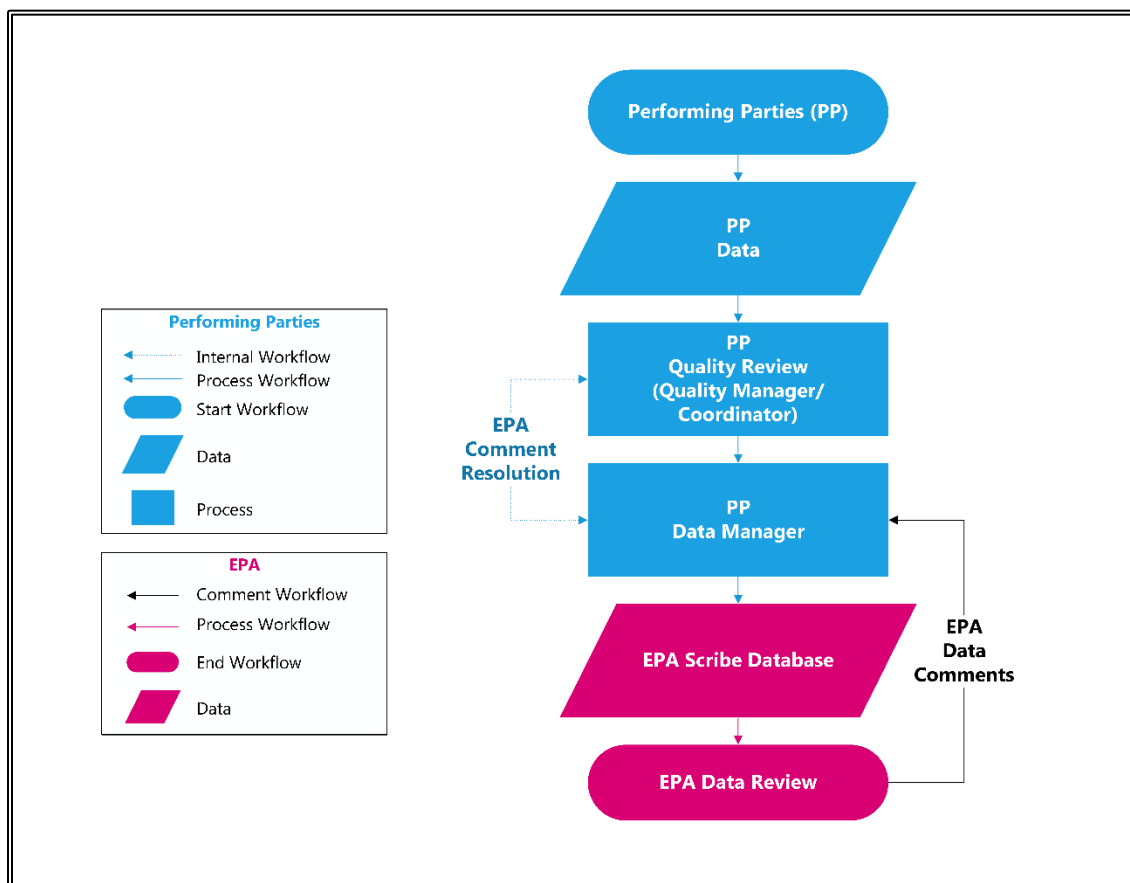 Performing Parties (PP)
PP
Data
PP
Quality Review
(Quality Manager/
Coordinator)
EPA
Comment
Resolution
PP
Data Manager
EPA Scribe Database
EPA
Data
Comments
EPA Data Review
Performing Parties
Internal Workflow
Process Workflow
Start Workflow
Data
Process
EPA
Comment Workflow
Process Workflow
End Workflow
Data